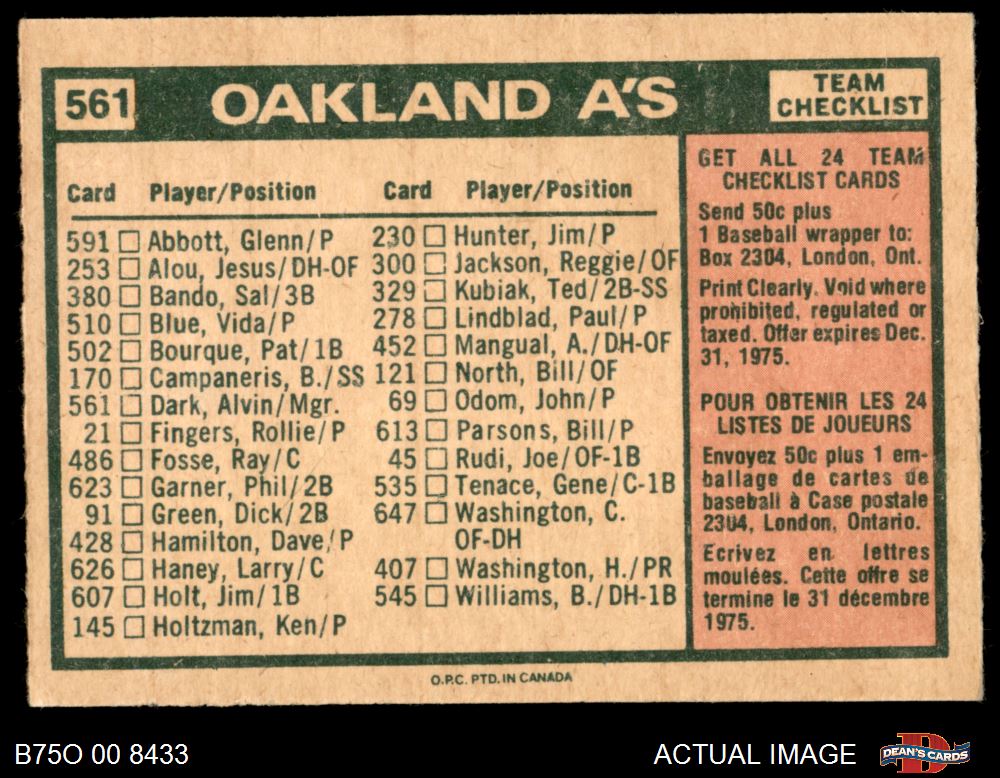 561
OAKLAND A'S
TEAM
CHECKLIST
Card Player/Position Card Player/Position
591 Abbott, Glenn/P
253 Alou, Jesus/DH-OF
380 Bando, Sal/3B
510 Blue, Vida/P
502 Bourque, Pat/1B
170 Campaneris, B./SS
561 Dark, Alvin/Mgr.
21 Fingers, Rollie/P
486 Fosse, Ray/C
623 Garner, Phil/2B
91 Green, Dick/2B
428 Hamilton, Dave/P
626 Haney, Larry/C
607 Holt, Jim/1B
145 Holtzman, Ken/P
230 Hunter, Jim/P
300 Jackson, Reggie/OF
329 Kubiak, Ted/2B-SS
278 Lindblad, Paul/P
452 Mangual, A./DH-OF
121 North, Bill/OF
69 Odom, John/P
613 Parsons, Bill/P
45 Rudi, Joe/OF-1B
535 Tenace, Gene/C-1B
647 Washington, C.
OF-DH
407 Washington, H./PR
545 Williams, B./DH-1B
GET ALL 24 TEAM
CHECKLIST CARDS
Send 50c plus
1 Baseball wrapper to:
Box 2304, London, Ont.
Print Clearly. Void where
prohibited, regulated or
taxed. Offer expires Dec.
31, 1975.
POUR OBTENIR LES 24
LISTES DE JOUEURS
Envoyez 50c plus 1 em-
ballage de cartes de
baseball à Case postale
2304, London, Ontario.
Ecrivez en lettres
moulées. Cette offre se
termine le 31 décembre
1975.
O.P.C. PTD. IN CANADA
B75O 00 8433
ACTUAL IMAGE
DEAN'S CARDS